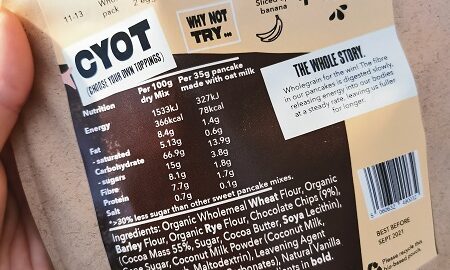 11-13
Whol
pack
2 eg
CYOT
(CHOOSE YOUR OWN TOPPINGS)
WHY NOT
TRY...
Sliced
banana
THE WHOLE STORY.
Wholegrain for the win! The fibre
in our pancakes is digested slowly,
releasing energy into our bodies
at a steady rate, leaving us fuller
for longer.
Nutrition Per 100g dry Mix Per 35g pancake made with oat milk
Energy 1533kJ 327kJ
366kcal 78kcal
Fat 8.4g 1.4g
- saturated 5.13g 0.6g
Carbohydrate 66.9g 13.9g
- sugars 15g 3.8g
Fibre 8.1g 1.8g
Protein 7.7g 1.7g
Salt 0.7g 0.1g
*>30% less sugar than other sweet pancake mixes.
Ingredients: Organic Wholemeal Wheat Flour, Organic
Barley Flour, Organic Rye Flour, Chocolate Chips (9%),
(Cocoa Mass 55%, Sugar, Cocoa Butter, Soya Lecithin),
Sugar, Coconut Milk Powder (Coconut Milk,
Maltodextrin), Leavening Agent
Natural Vanilla
in bold.
BEST BEFORE
SEPT 2021
Please recycle this